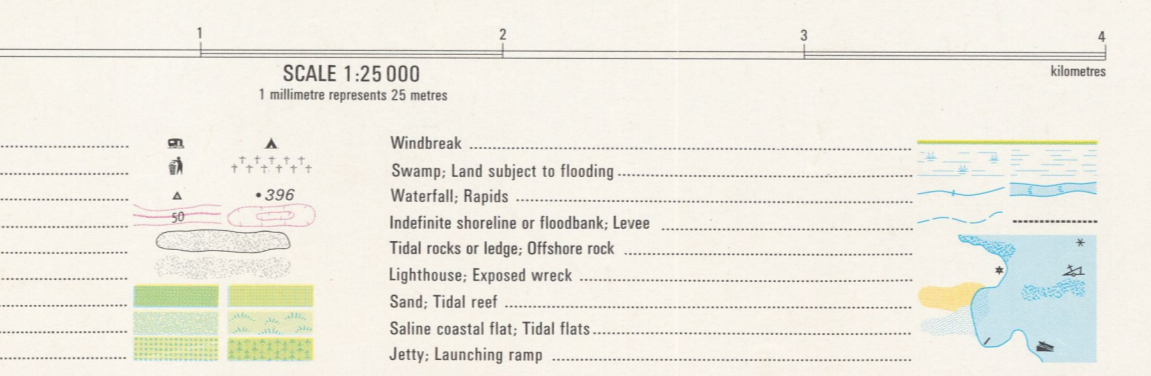 1 2 3 4
SCALE 1:25 000
kilometres
1 millimetre represents 25 metres
Windbreak
Swamp; Land subject to flooding
• 396
Waterfall; Rapids
50
Indefinite shoreline or floodbank; Levee
Tidal rocks or ledge; Offshore rock
Lighthouse; Exposed wreck
Sand; Tidal reef
Saline coastal flat; Tidal flats
Jetty; Launching ramp